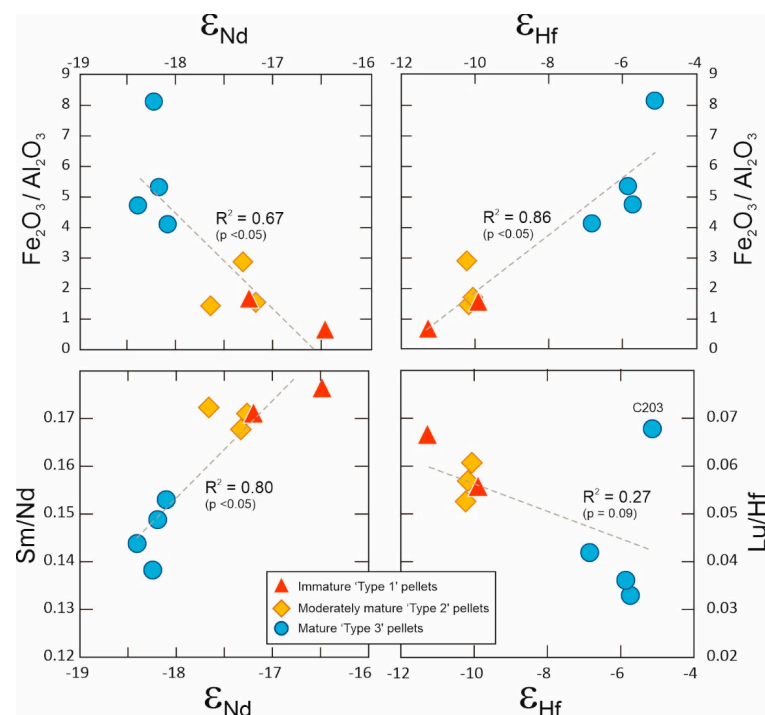 εNd
εHf
-19 -18 -17 -16
-12 -10 -8 -6 -4
Fe2O3 / Al2O3
9
8
7
6
5
4
3
2
1
0
R² = 0.67
(p <0.05)
R² = 0.86
(p <0.05)
9
8
7
6
5
4
3
2
1
0
Fe2O3 / Al2O3
Sm/Nd
0.17
0.16
0.15
0.14
0.13
0.12
R² = 0.80
(p <0.05)
C203
R² = 0.27
(p = 0.09)
0.07
0.06
0.05
0.04
0.03
0.02
Lu/Hf
Immature 'Type 1' pellets
Moderately mature 'Type 2' pellets
Mature 'Type 3' pellets
-19 -18 -17 -16
-12 -10 -8 -6 -4
εNd
εHf